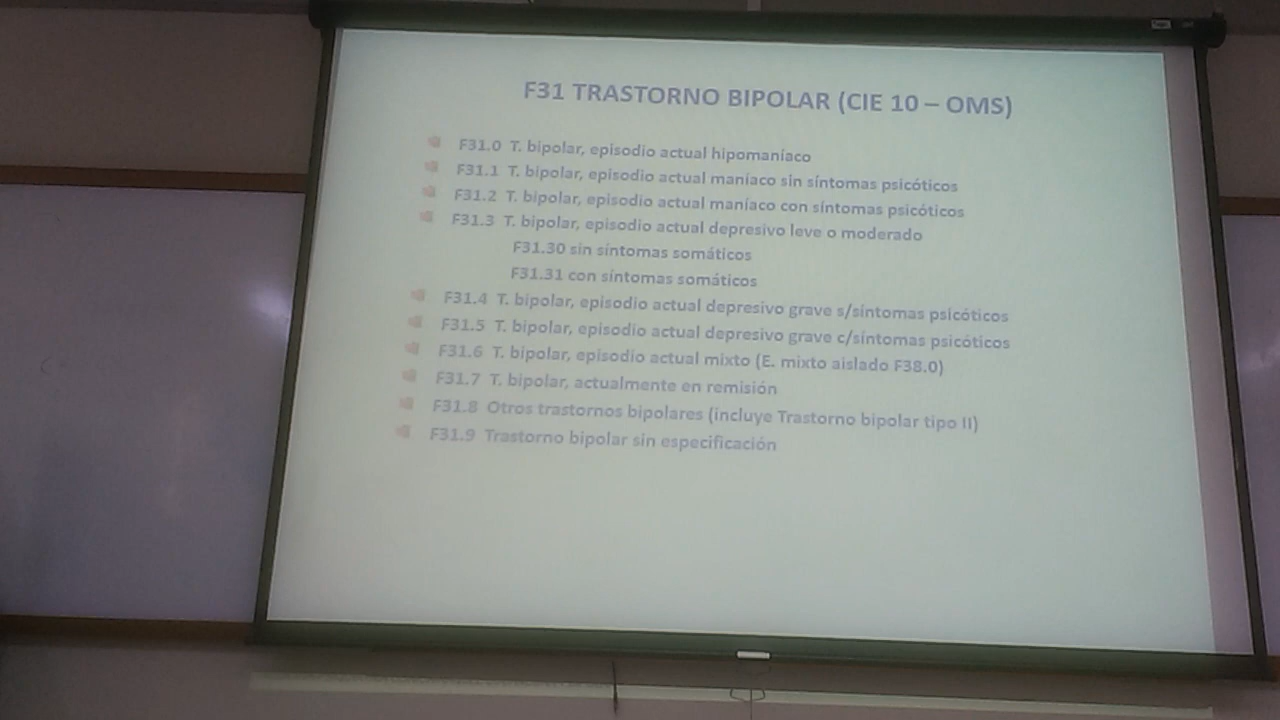 F31 TRASTORNO BIPOLAR (CIE 10 – OMS)
F31.0 T. bipolar, episodio actual hipomaníaco
F31.1 T. bipolar, episodio actual maníaco sin síntomas psicóticos
F31.2 T. bipolar, episodio actual maníaco con síntomas psicóticos
F31.3 T. bipolar, episodio actual depresivo leve o moderado
F31.30 sin síntomas somáticos
F31.31 con síntomas somáticos
F31.4 T. bipolar, episodio actual depresivo grave s/síntomas psicóticos
F31.5 T. bipolar, episodio actual depresivo grave c/síntomas psicóticos
F31.6 T. bipolar, episodio actual mixto (E. mixto aislado F38.0)
F31.7 T. bipolar, actualmente en remisión
F31.8 Otros trastornos bipolares (incluye Trastorno bipolar tipo II)
F31.9 Trastorno bipolar sin especificación